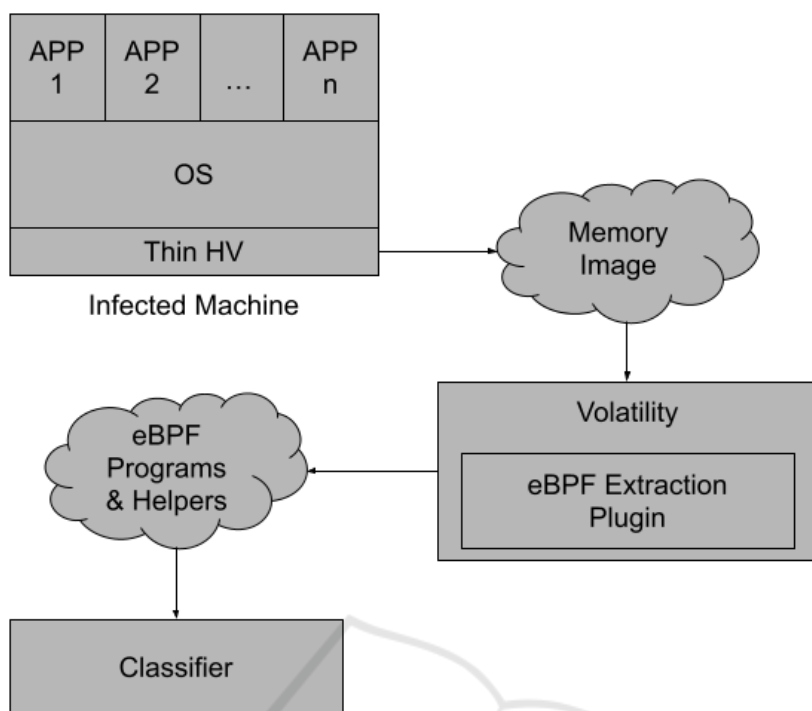 APP
1
APP
2
...
APP
n
OS
Thin HV
Infected Machine
Memory
Image
Volatility
eBPF Extraction
Plugin
eBPF
Programs
& Helpers
Classifier